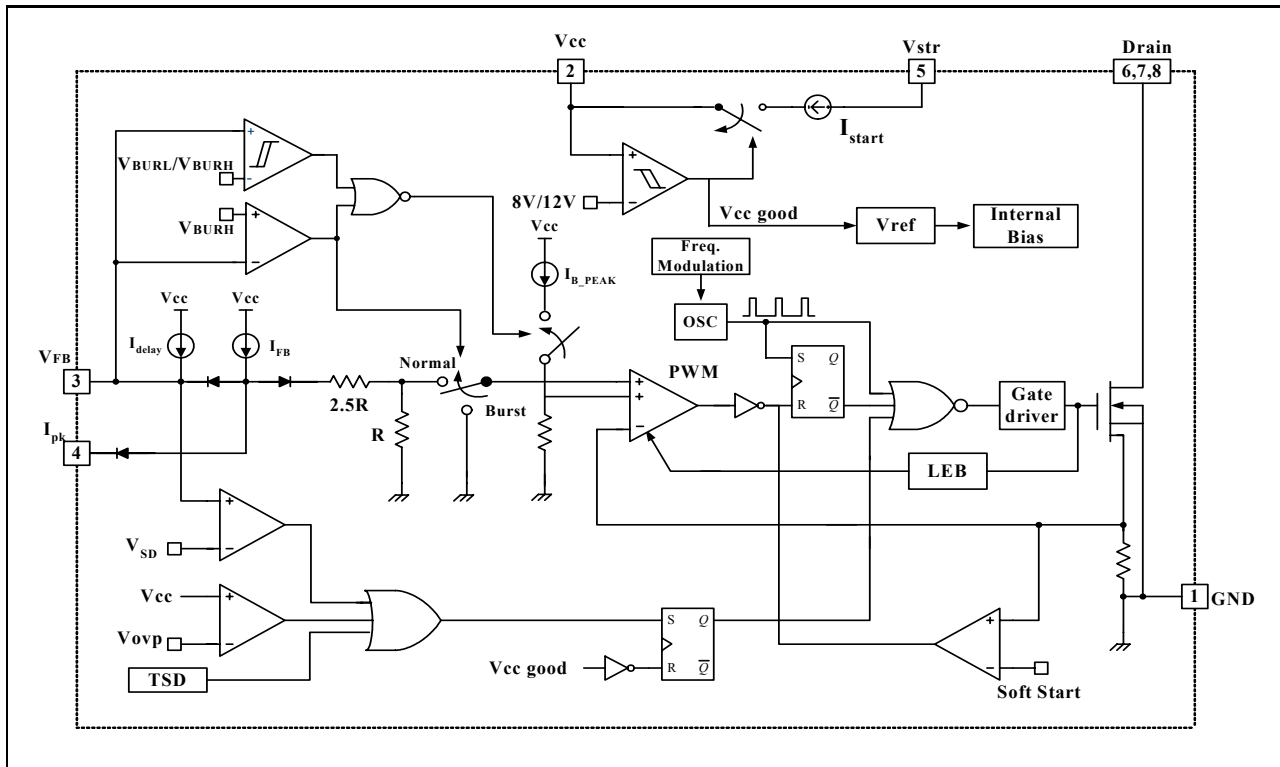 Vcc
Vstr
Drain
2
5
6,7,8
Istart
+
VBURL/VBURH
−
+
8V/12V
−
Vcc good
Vref
Internal
Bias
+
VBURH
−
Vcc
IB_PEAK
Freq.
Modulation
OSC
Vcc
Vcc
Idelay
IFB
VFB
3
Normal
2.5R
Burst
R
+
+
−
PWM
S
Q
R
Q
Gate
driver
LEB
Ipk
4
+
VSD
−
Vcc
+
Vovp
−
TSD
S
Q
R
Q
Vcc good
+
−
Soft Start
1
GND